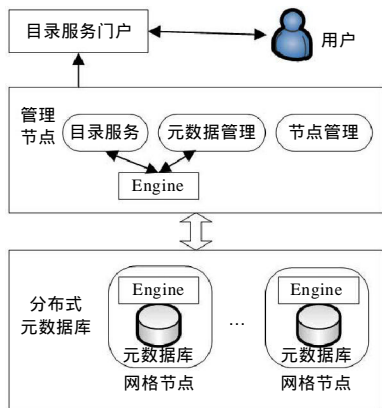 目录服务门户
用户
管理
节点
目录服务
元数据管理
节点管理
Engine
分布式
元数据库
Engine
元数据库
网格节点
…
Engine
元数据库
网格节点